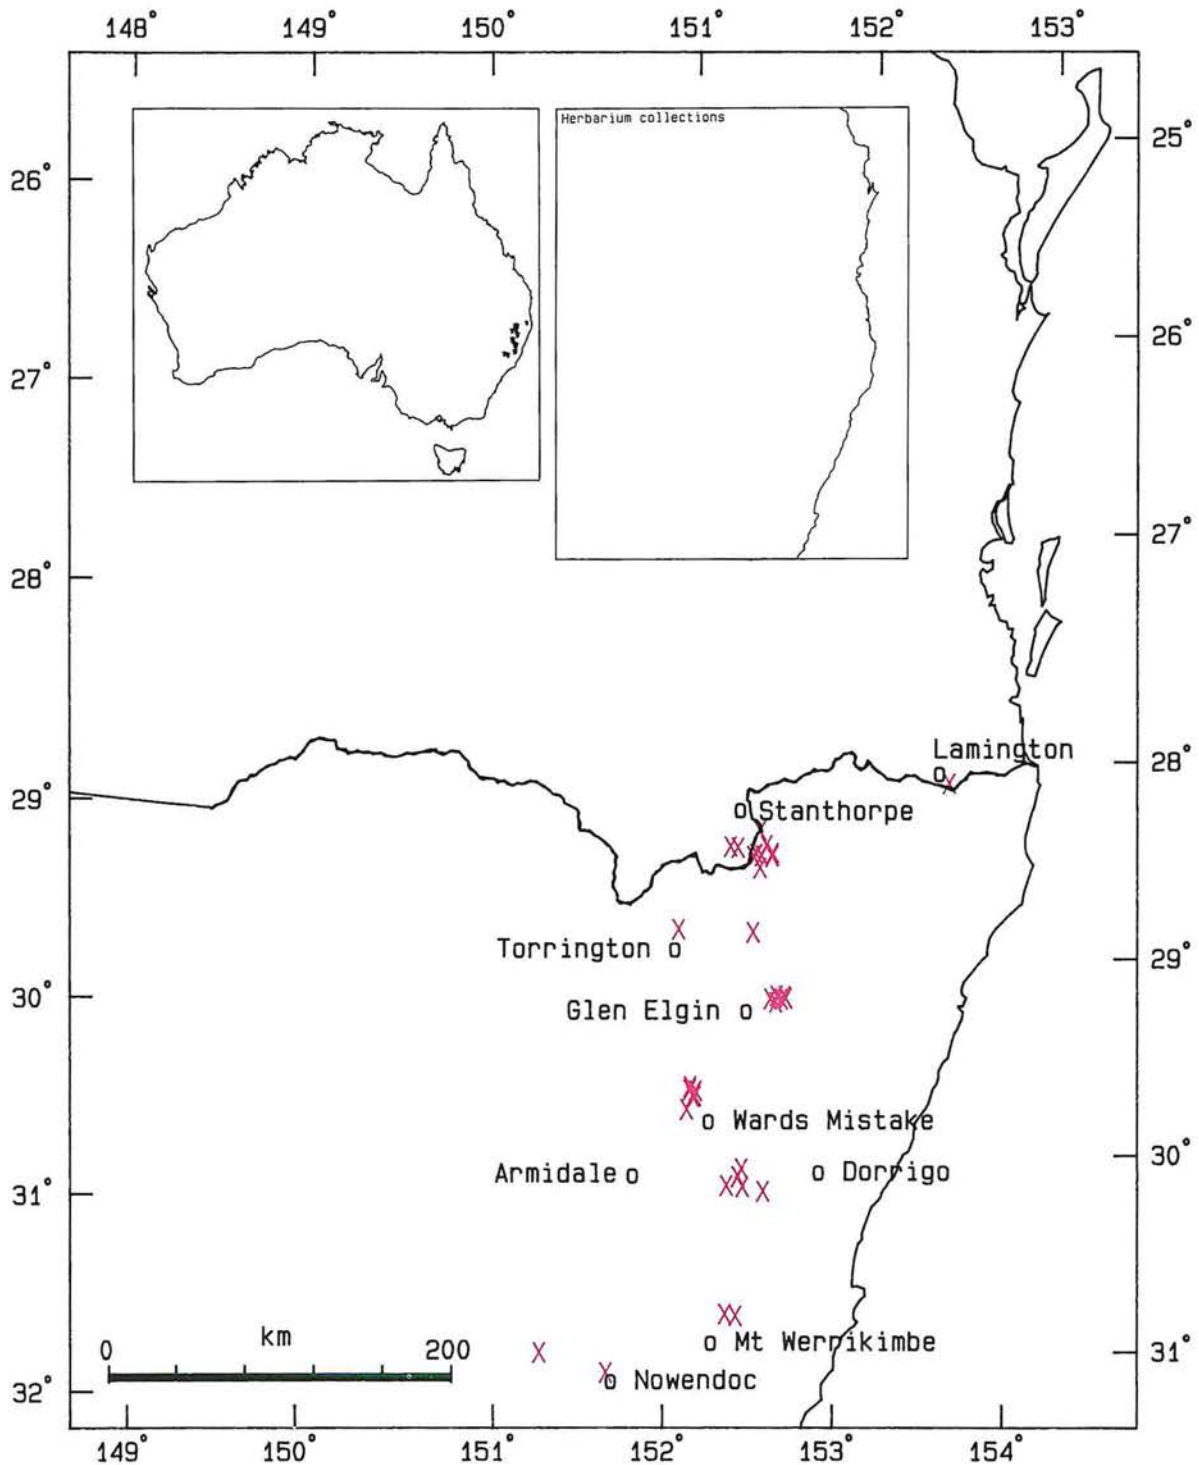 148° 149° 150° 151° 152° 153°
Herbarium collections
25°
26°
26°
27°
27°
28°
Lamington
28°
29°
Stanthorpe
Torrington
29°
30°
Glen Elgin
Wards Mistake
30°
Armidale
Dorrigo
31°
km
0 200
Mt Werrikimbe
31°
Nowendoc
32°
149° 150° 151° 152° 153° 154°